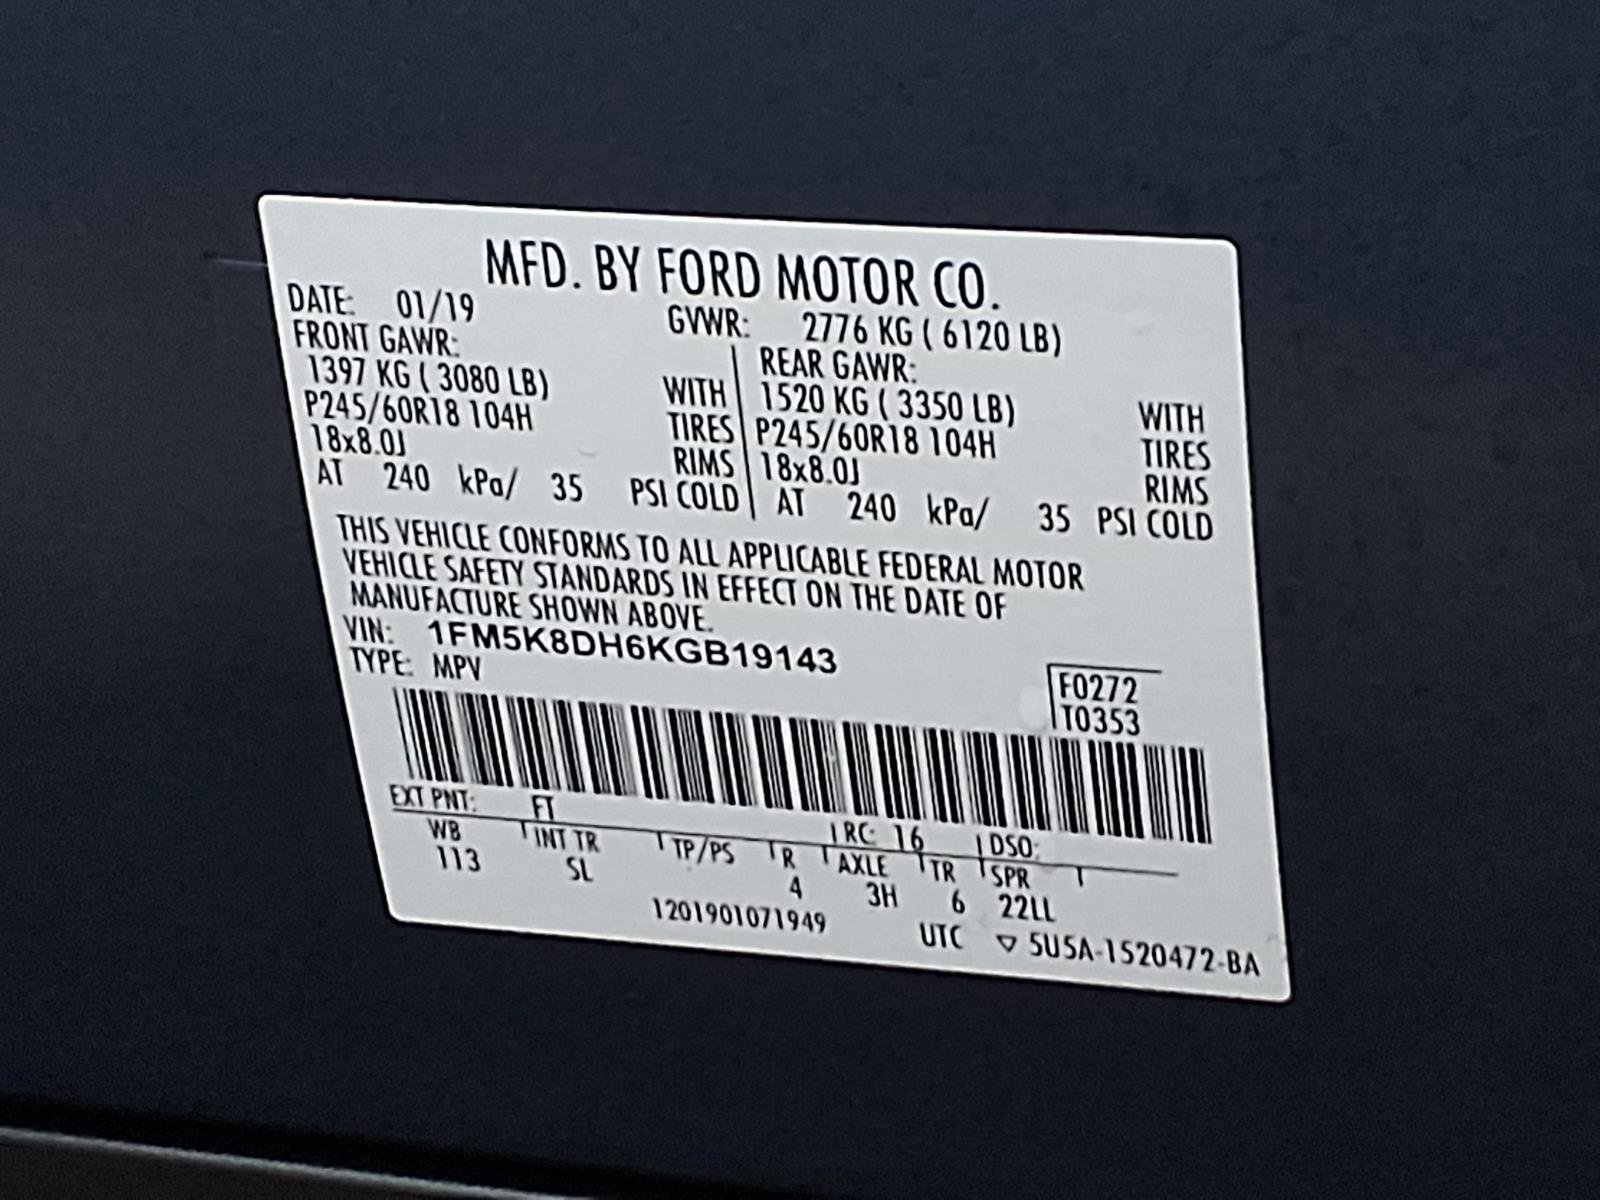 MFD. BY FORD MOTOR CO.
DATE: 01/19 GVWR: 2776 KG ( 6120 LB)
FRONT GAWR: REAR GAWR:
1397 KG ( 3080 LB) WITH 1520 KG ( 3350 LB) WITH
P245/60R18 104H TIRES P245/60R18 104H TIRES
18x8.0J RIMS 18x8.0J RIMS
AT 240 kPa/ 35 PSI COLD AT 240 kPa/ 35 PSI COLD
THIS VEHICLE CONFORMS TO ALL APPLICABLE FEDERAL MOTOR
VEHICLE SAFETY STANDARDS IN EFFECT ON THE DATE OF
MANUFACTURE SHOWN ABOVE.
VIN: 1FM5K8DH6KGB19143
TYPE: MPV
F0272
T0353
EXT PNT: FT RC: 16 DSO:
WB INT TR TP/PS R AXLE TR SPR
113 SL 4 3H 6 22LL
1201901071949 UTC ▽ 5U5A-1520472-BA